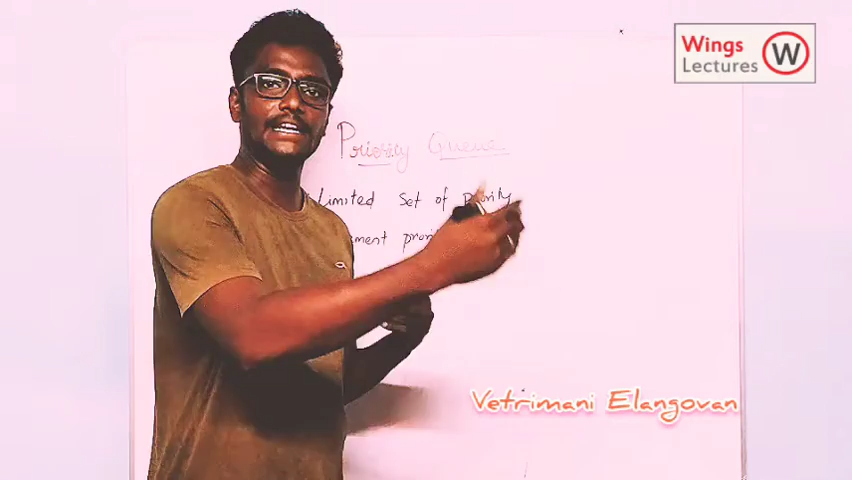 Wings
Lectures
W
Priority Queue
Limited Set of Priority
Vetrimani Elangovan